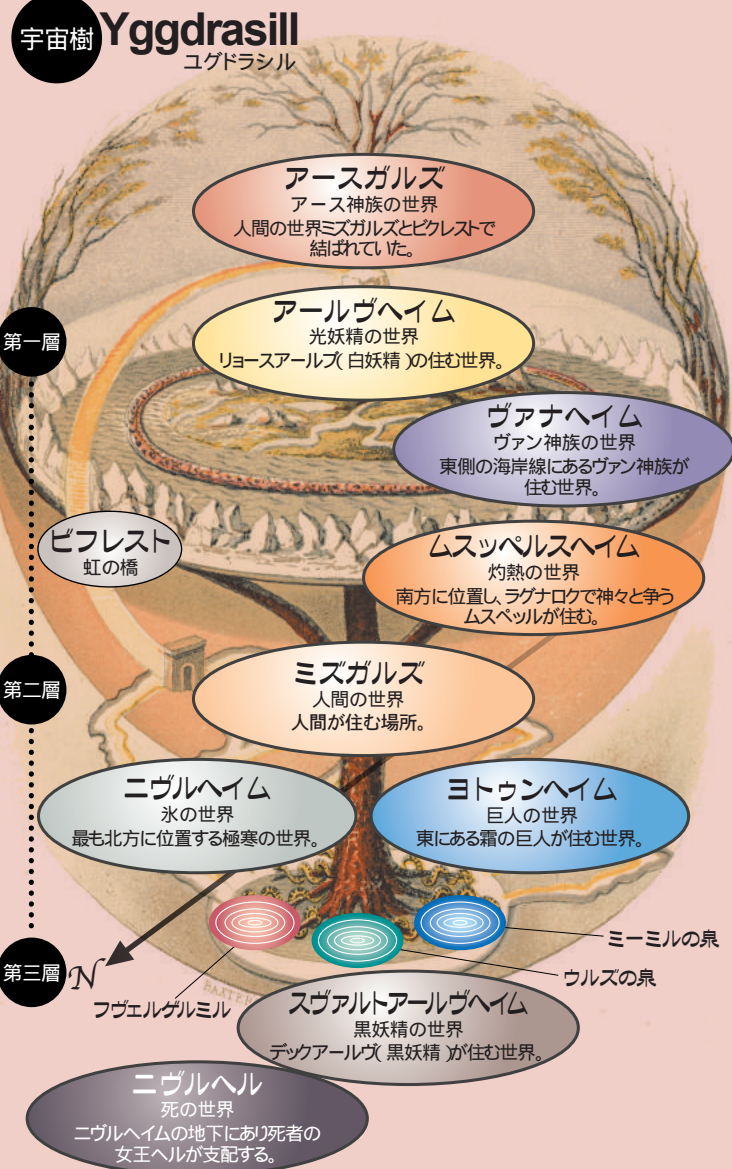 宇宙樹
Yggdrasill
ユグドラシル
アースガルズ
アース神族の世界
人間の世界ミズガルズとビクレストで
結ばれていた。
第一層
アールヴヘイム
光妖精の世界
リョースアールブ(白妖精)の住む世界。
ヴァナヘイム
ヴァン神族の世界
東側の海岸線にあるヴァン神族が
住む世界。
ビフレスト
虹の橋
ムスッペルスヘイム
灼熱の世界
南方に位置し、ラグナロクで神々と争う
ムスペッルが住む。
第二層
ミズガルズ
人間の世界
人間が住む場所。
ニヴルヘイム
氷の世界
最も北方に位置する極寒の世界。
ヨトゥンヘイム
巨人の世界
東にある霜の巨人が住む世界。
ミーミルの泉
ウルズの泉
第三層
N
フヴェルゲルミル
BAXTER
スヴァルトアールヴヘイム
黒妖精の世界
デックアールヴ(黒妖精)が住む世界。
ニヴルヘル
死の世界
ニヴルヘイムの地下にあり死者の
女王ヘルが支配する。